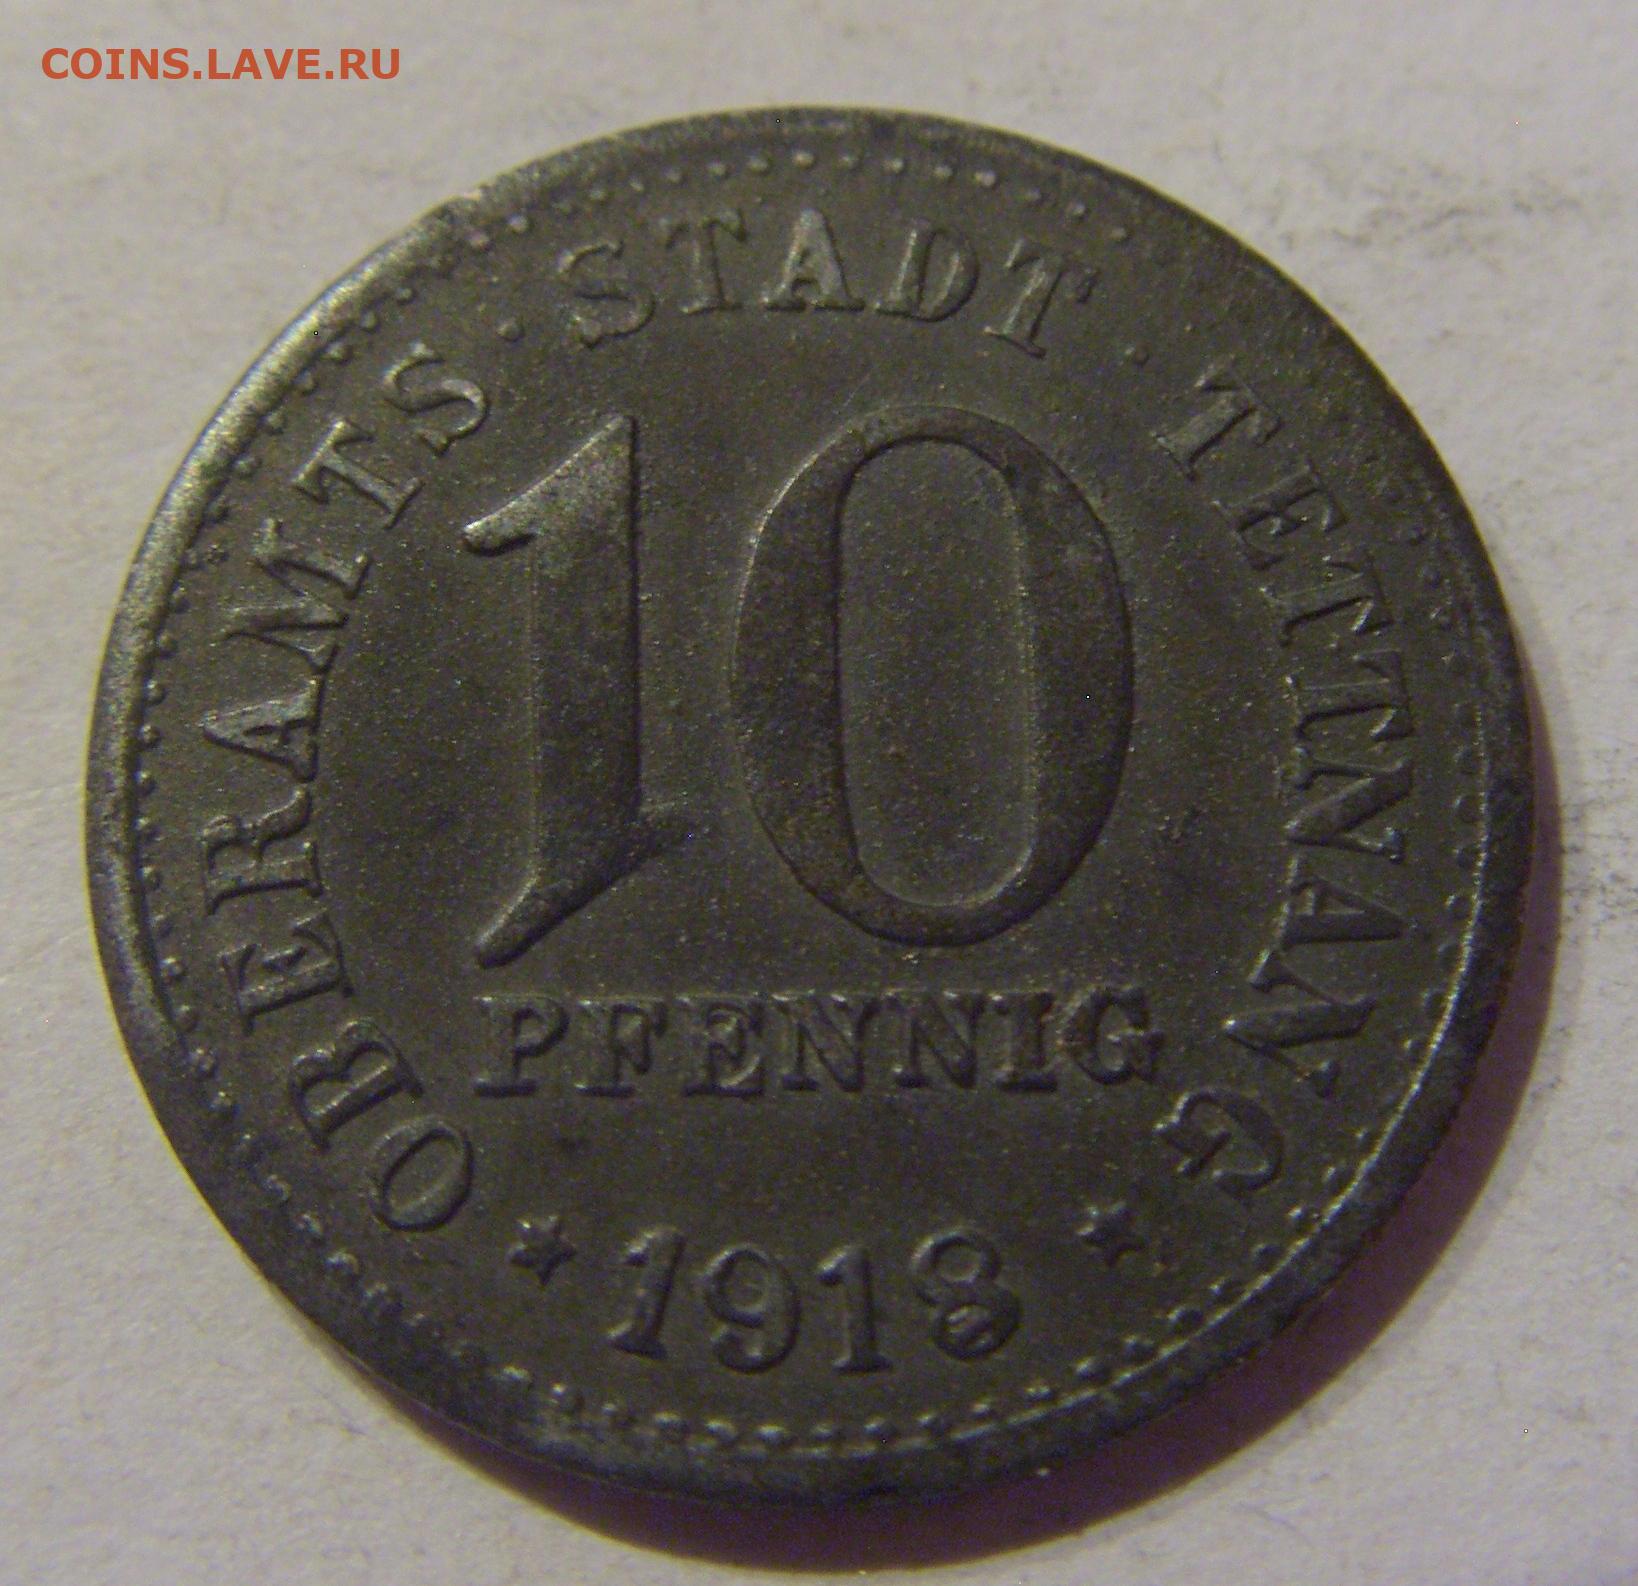 COINS.LAVE.RU
OBERAMTS · STADT · TETTNANG
10
PFENNIG
* 1918 *